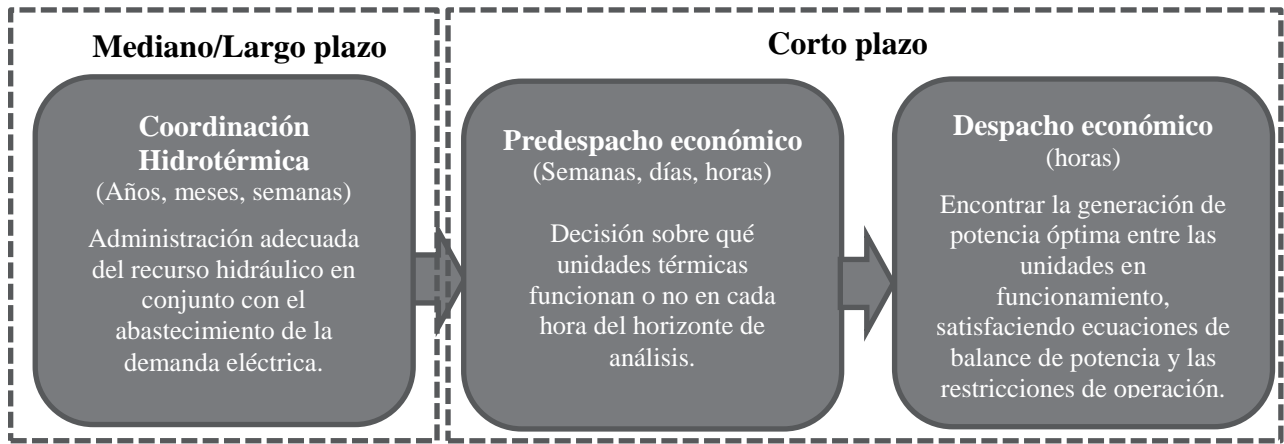 Mediano/Largo plazo
Coordinación
Hidrotérmica
(Años, meses, semanas)
Administración adecuada
del recurso hidráulico en
conjunto con el
abastecimiento de la
demanda eléctrica.
Corto plazo
Predespacho económico
(Semanas, días, horas)
Decisión sobre qué
unidades térmicas
funcionan o no en cada
hora del horizonte de
análisis.
Despacho económico
(horas)
Encontrar la generación de
potencia óptima entre las
unidades en
funcionamiento,
satisfaciendo ecuaciones de
balance de potencia y las
restricciones de operación.